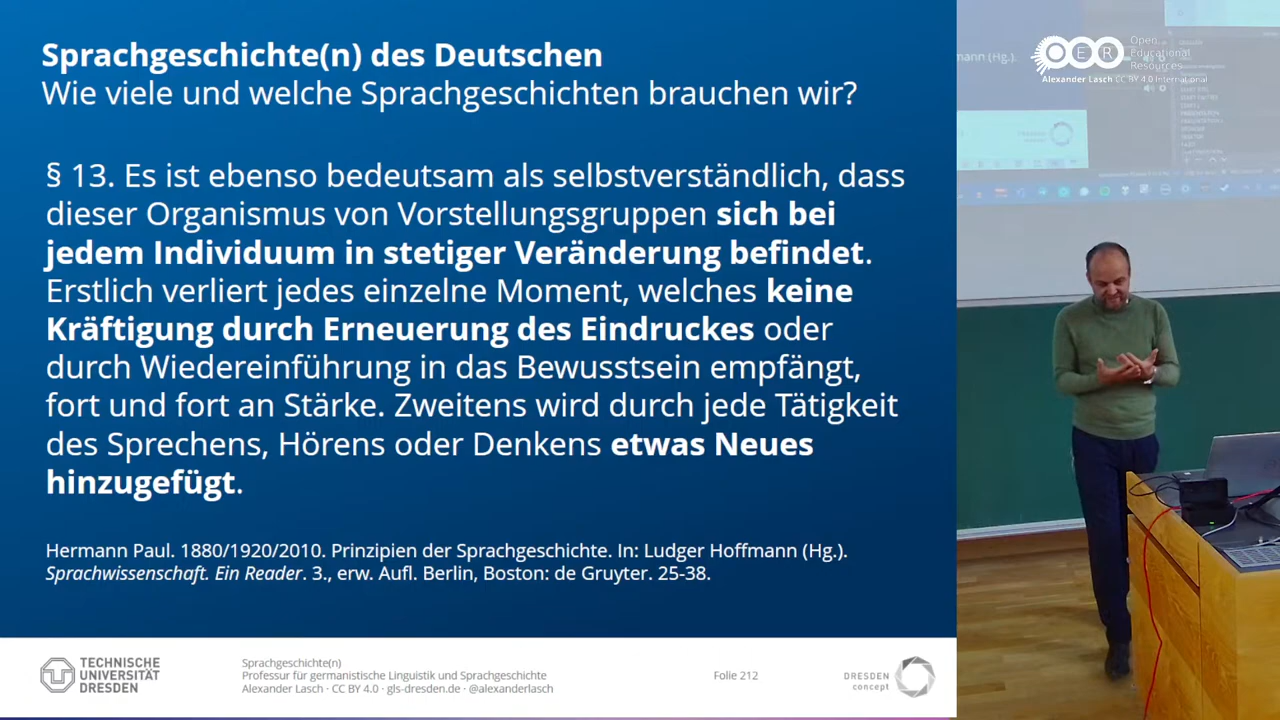 Sprachgeschichte(n) des Deutschen
Wie viele und welche Sprachgeschichten brauchen wir?
§ 13. Es ist ebenso bedeutsam als selbstverständlich, dass
dieser Organismus von Vorstellungsgruppen sich bei
jedem Individuum in stetiger Veränderung befindet.
Erstlich verliert jedes einzelne Moment, welches keine
Kräftigung durch Erneuerung des Eindruckes oder
durch Wiedereinführung in das Bewusstsein empfängt,
fort und fort an Stärke. Zweitens wird durch jede Tätigkeit
des Sprechens, Hörens oder Denkens etwas Neues
hinzugefügt.
Hermann Paul. 1880/1920/2010. Prinzipien der Sprachgeschichte. In: Ludger Hoffmann (Hg.).
Sprachwissenschaft. Ein Reader. 3., erw. Aufl. Berlin, Boston: de Gruyter. 25-38.
TECHNISCHE
UNIVERSITÄT
DRESDEN
Sprachgeschichte(n)
Professur für germanistische Linguistik und Sprachgeschichte
Alexander Lasch · CC BY 4.0 · gls-dresden.de · @alexanderlasch
Folie 212
DRESDEN
concept
OER
Open
Educational
Resources
Alexander Lasch CC BY 4.0 International
mann (Hg.).